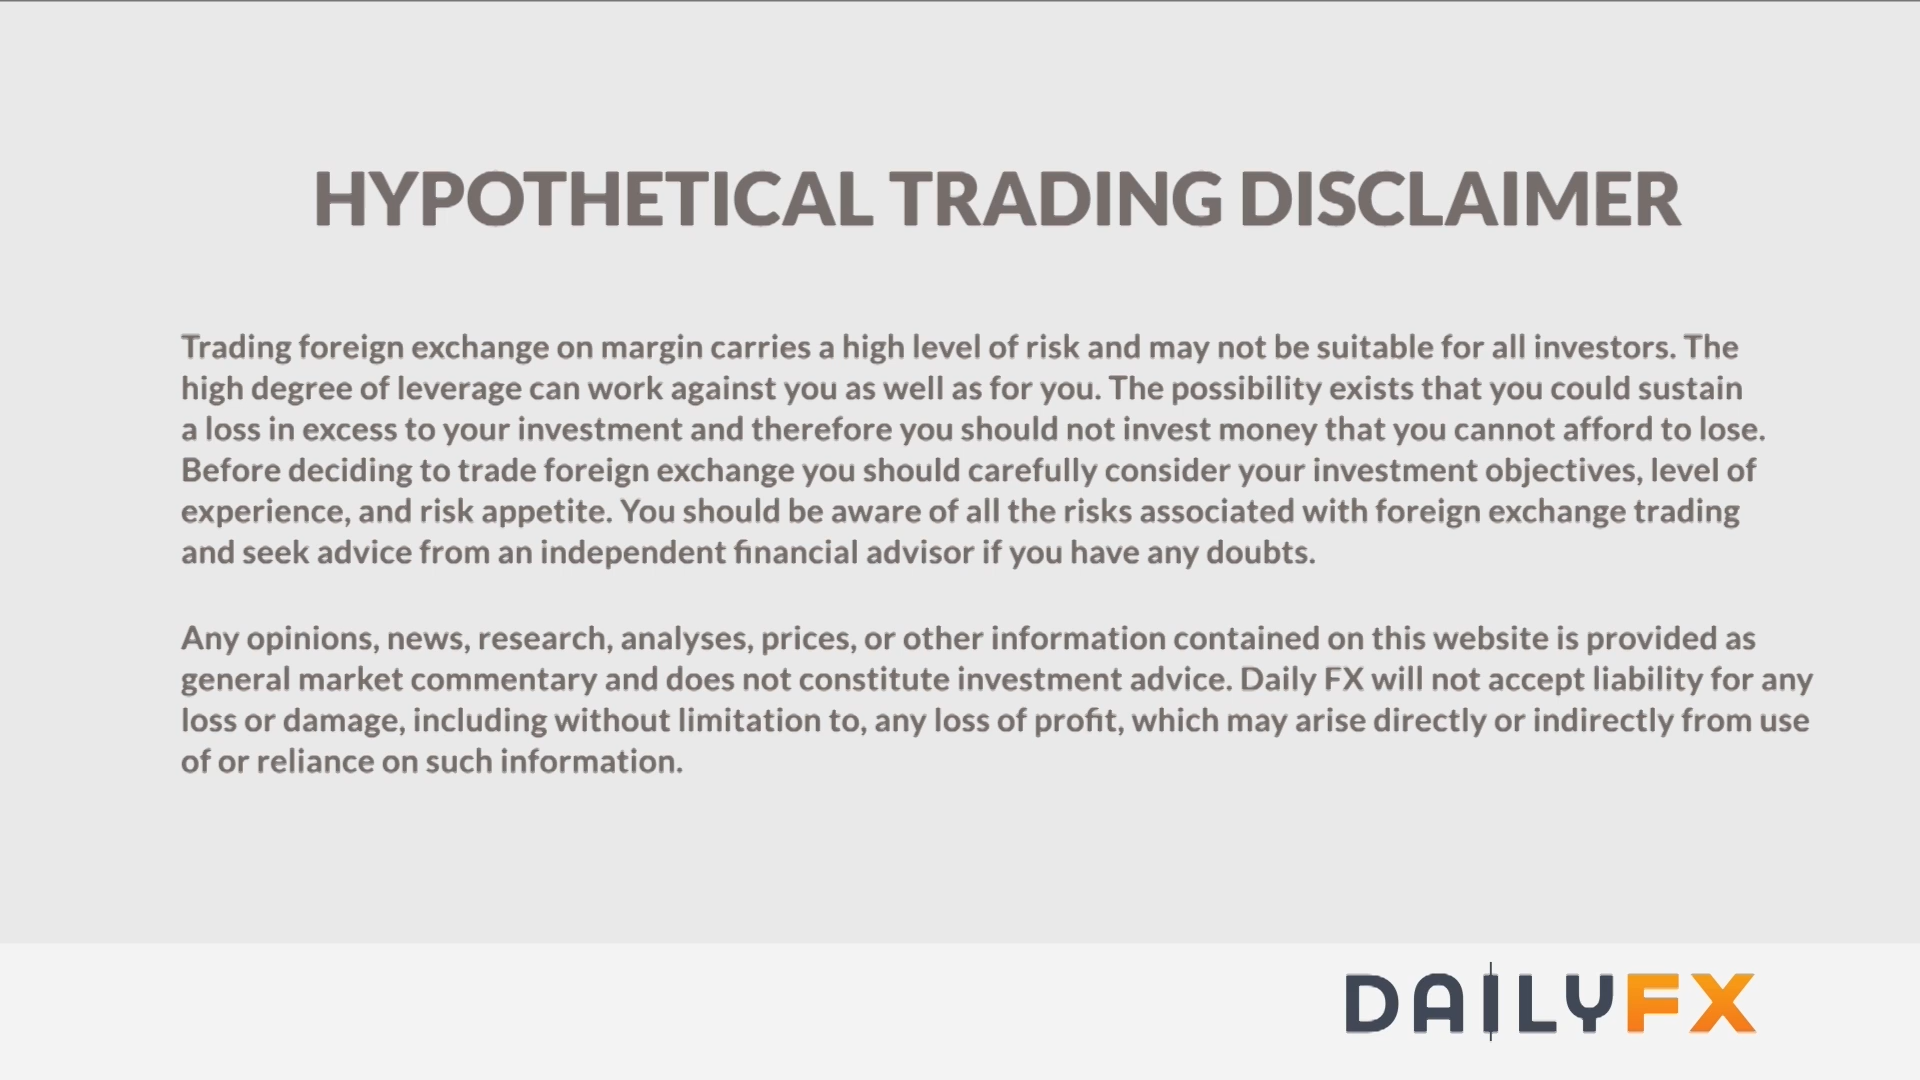 HYPOTHETICAL TRADING DISCLAIMER
Trading foreign exchange on margin carries a high level of risk and may not be suitable for all investors. The
high degree of leverage can work against you as well as for you. The possibility exists that you could sustain
a loss in excess to your investment and therefore you should not invest money that you cannot afford to lose.
Before deciding to trade foreign exchange you should carefully consider your investment objectives, level of
experience, and risk appetite. You should be aware of all the risks associated with foreign exchange trading
and seek advice from an independent financial advisor if you have any doubts.
Any opinions, news, research, analyses, prices, or other information contained on this website is provided as
general market commentary and does not constitute investment advice. Daily FX will not accept liability for any
loss or damage, including without limitation to, any loss of profit, which may arise directly or indirectly from use
of or reliance on such information.
DAILYFX